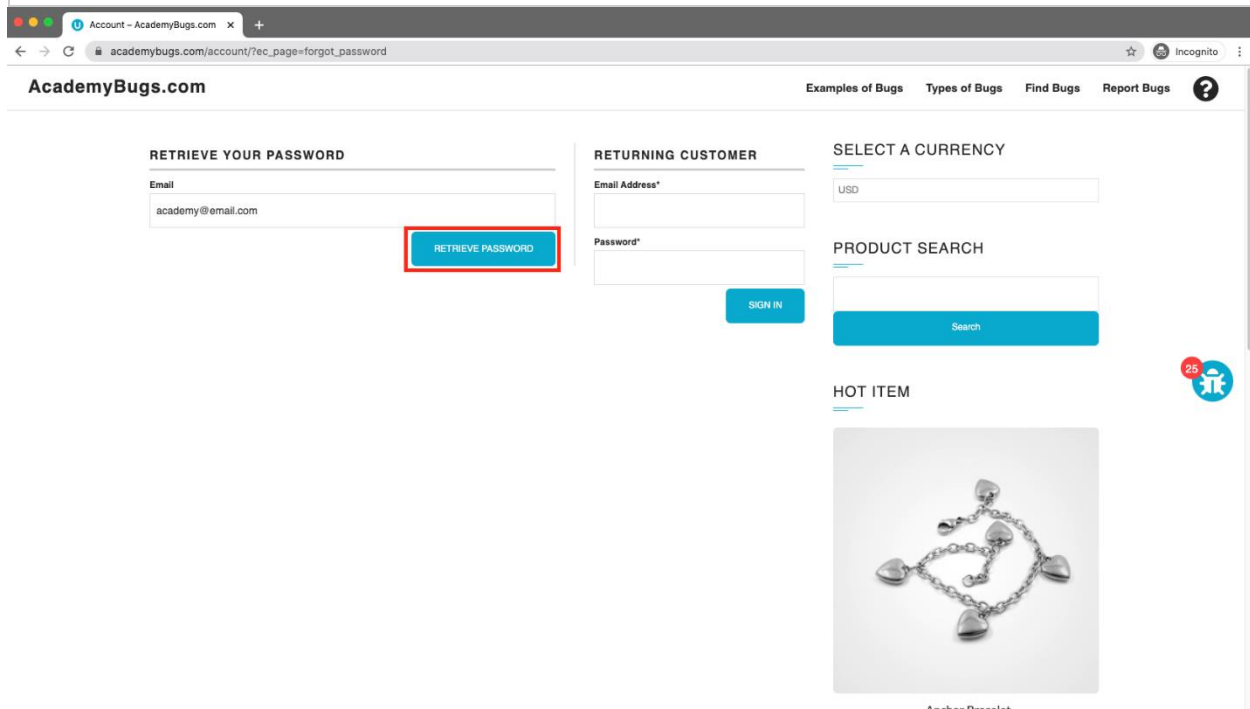 Account – AcademyBugs.com
academybugs.com/account/?ec_page=forgot_password
Incognito
AcademyBugs.com
Examples of Bugs
Types of Bugs
Find Bugs
Report Bugs
?
RETRIEVE YOUR PASSWORD
Email
academy@email.com
RETRIEVE PASSWORD
RETURNING CUSTOMER
Email Address*
Password*
SIGN IN
SELECT A CURRENCY
USD
PRODUCT SEARCH
Search
25
HOT ITEM
Anchor Bracelet